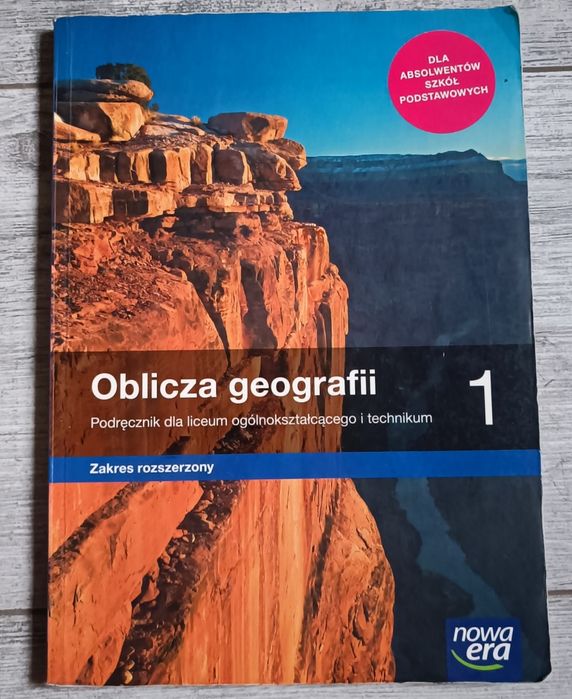 DLA
ABSOLWENTÓW
SZKÓŁ
PODSTAWOWYCH
Oblicza geografii 1
Podręcznik dla liceum ogólnokształcącego i technikum
Zakres rozszerzony
nowa
era